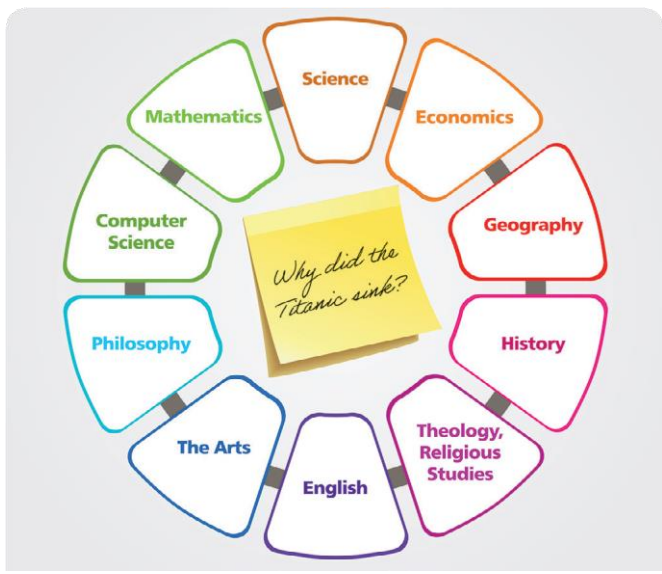 Science
Economics
Geography
History
Theology,
Religious
Studies
English
The Arts
Philosophy
Computer
Science
Mathematics
Why did the
Titanic sink?